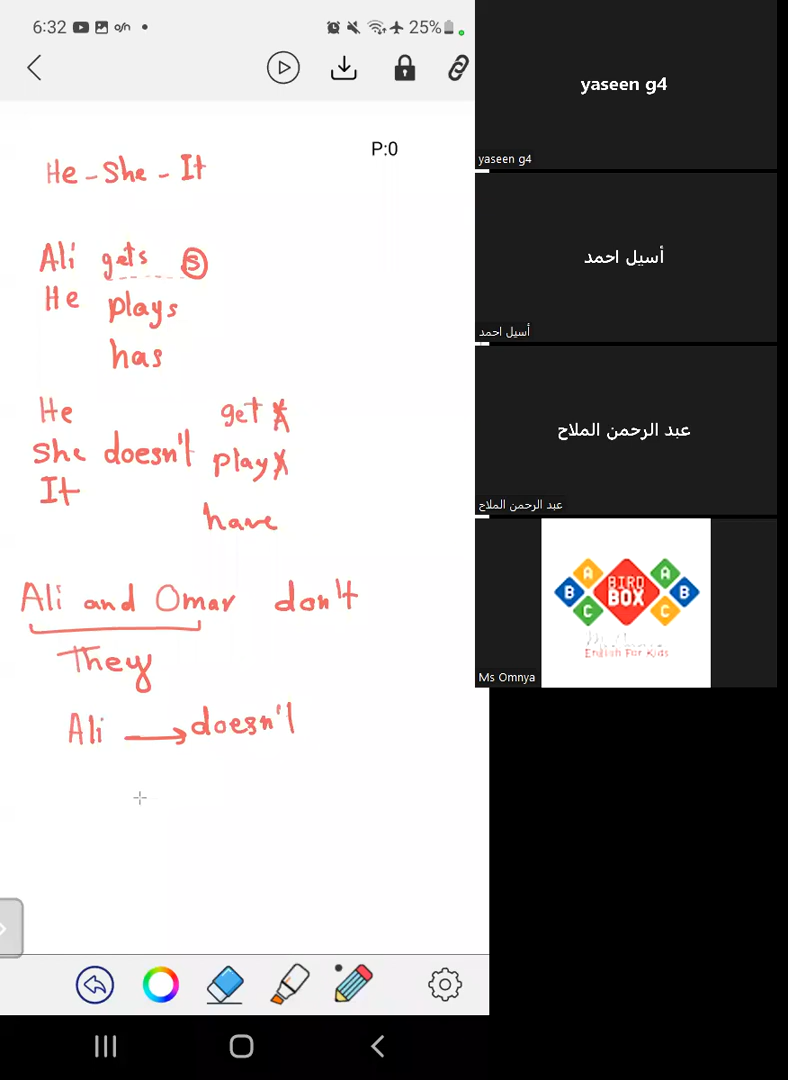 6:32
25%
P:0
He - She - It
Ali gets s
He plays
has
He get
She doesn't play
It
have
Ali and Omar don't
They
Ali → doesn't
yaseen g4
yaseen g4
أسيل احمد
أسيل احمد
عبد الرحمن الملاح
عبد الرحمن الملاح
A A
B BIRD BOX B
C C
English For Kids
Ms Omnya